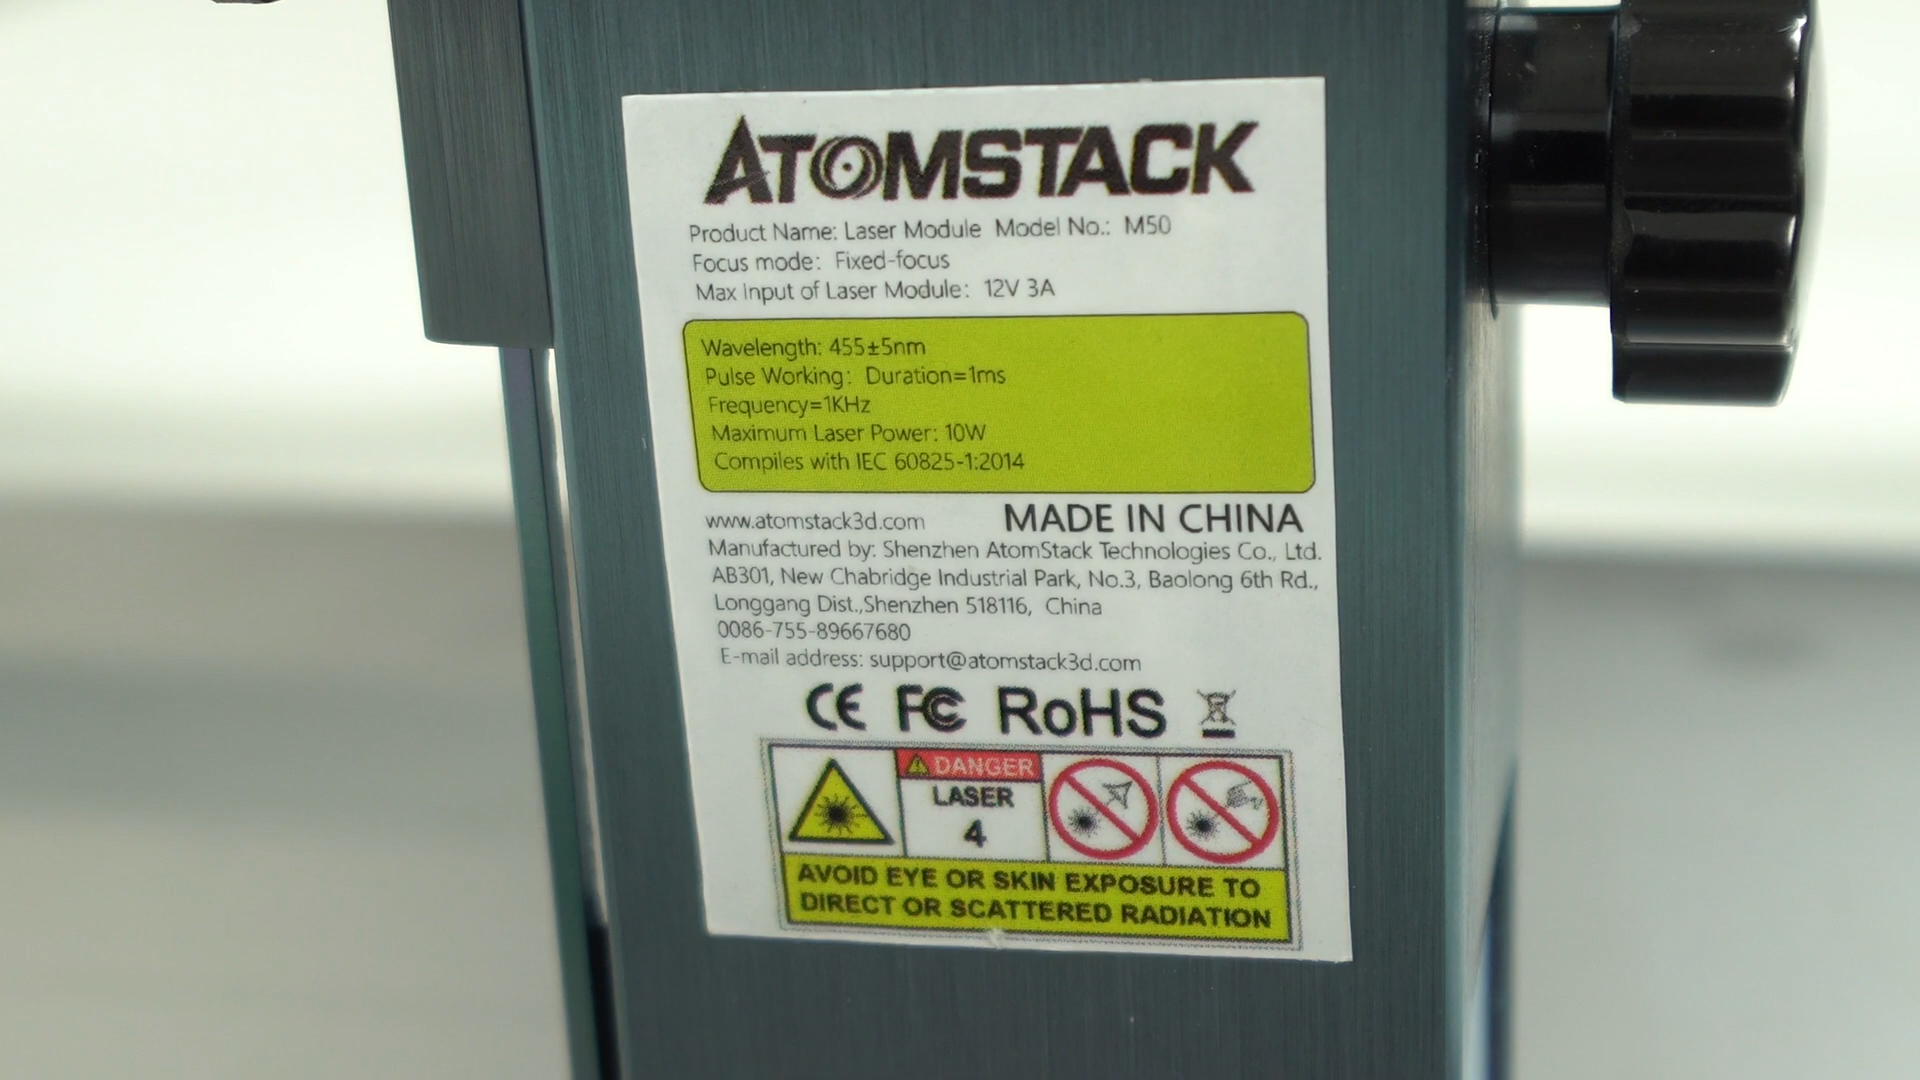 ATOMSTACK
Product Name: Laser Module Model No.: M50
Focus mode: Fixed-focus
Max Input of Laser Module: 12V 3A
Wavelength: 455±5nm
Pulse Working: Duration=1ms
Frequency=1KHz
Maximum Laser Power: 10W
Compiles with IEC 60825-1:2014
www.atomstack3d.com MADE IN CHINA
Manufactured by: Shenzhen AtomStack Technologies Co., Ltd.
AB301, New Chabridge Industrial Park, No.3, Baolong 6th Rd.,
Longgang Dist.,Shenzhen 518116, China
0086-755-89667680
E-mail address: support@atomstack3d.com
CE FC RoHS
DANGER
LASER
4
AVOID EYE OR SKIN EXPOSURE TO
DIRECT OR SCATTERED RADIATION